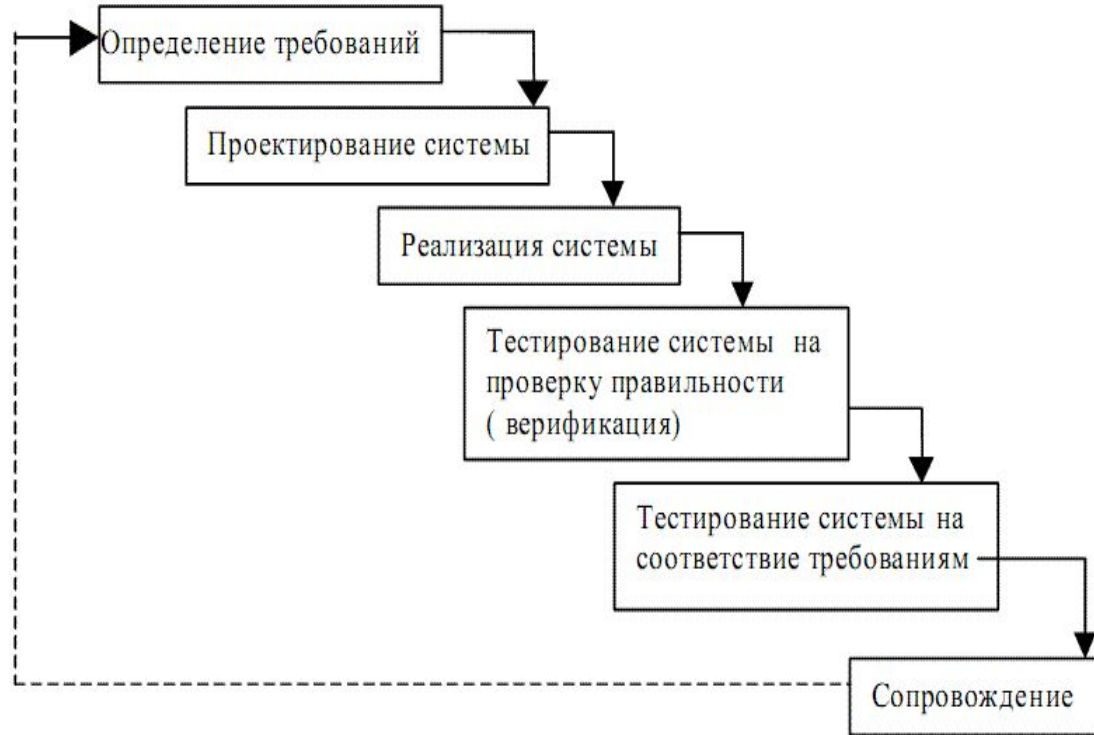 Определение требований
Проектирование системы
Реализация системы
Тестирование системы на
проверку правильности
( верификация)
Тестирование системы на
соответствие требованиям
Сопровождение